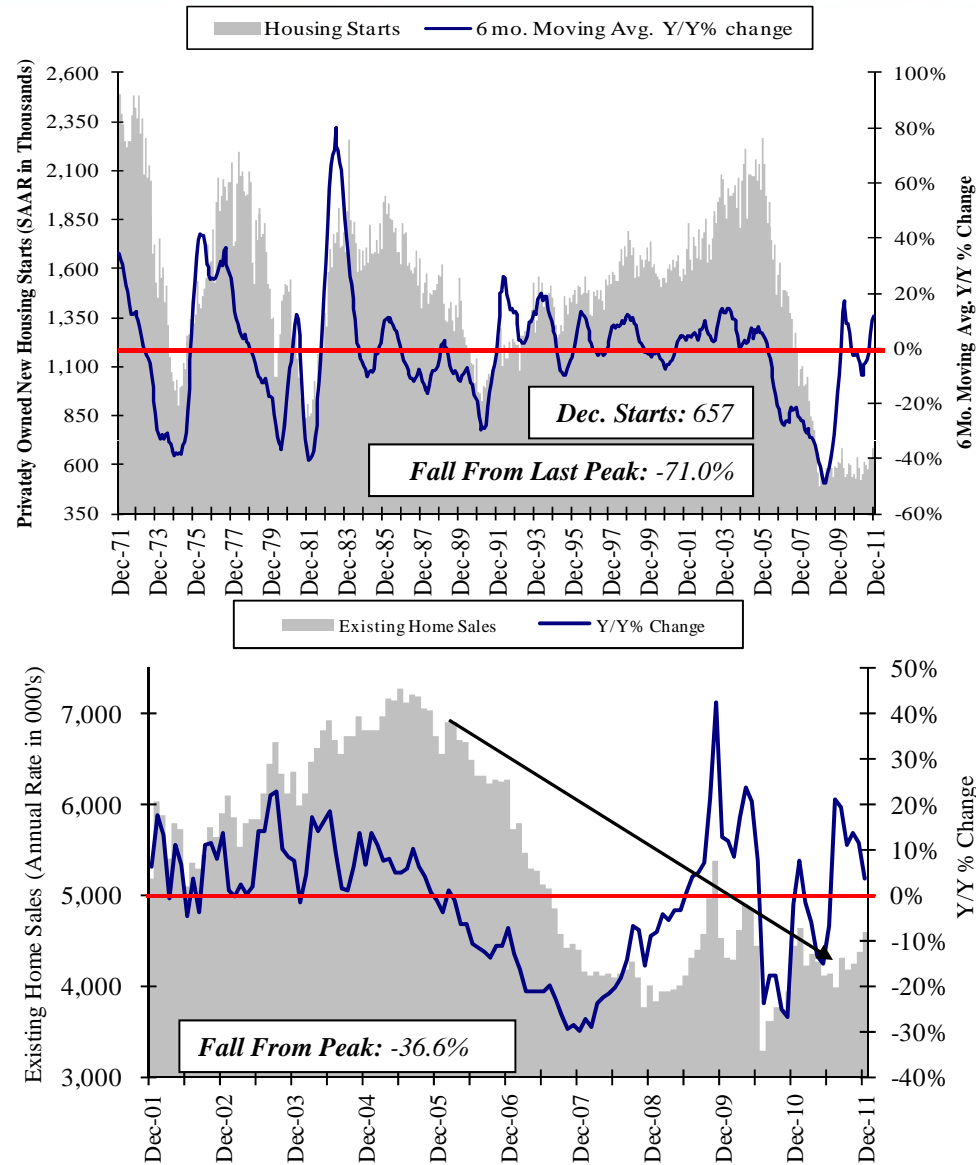 Housing Starts 6 mo. Moving Avg. Y/Y% change
Privately Owned New Housing Starts (SAAR in Thousands)
2,600
2,350
2,100
1,850
1,600
1,350
1,100
850
600
350
100%
80%
60%
40%
20%
0%
-20%
-40%
-60%
6 Mo. Moving Avg. Y/Y % Change
Dec. Starts: 657
Fall From Last Peak: -71.0%
Dec-71
Dec-73
Dec-75
Dec-77
Dec-79
Dec-81
Dec-83
Dec-85
Dec-87
Dec-89
Dec-91
Dec-93
Dec-95
Dec-97
Dec-99
Dec-01
Dec-03
Dec-05
Dec-07
Dec-09
Dec-11
Existing Home Sales Y/Y% Change
Existing Home Sales (Annual Rate in 000's)
7,000
6,000
5,000
4,000
3,000
50%
40%
30%
20%
10%
0%
-10%
-20%
-30%
-40%
Y/Y % Change
Fall From Peak: -36.6%
Dec-01
Dec-02
Dec-03
Dec-04
Dec-05
Dec-06
Dec-07
Dec-08
Dec-09
Dec-10
Dec-11